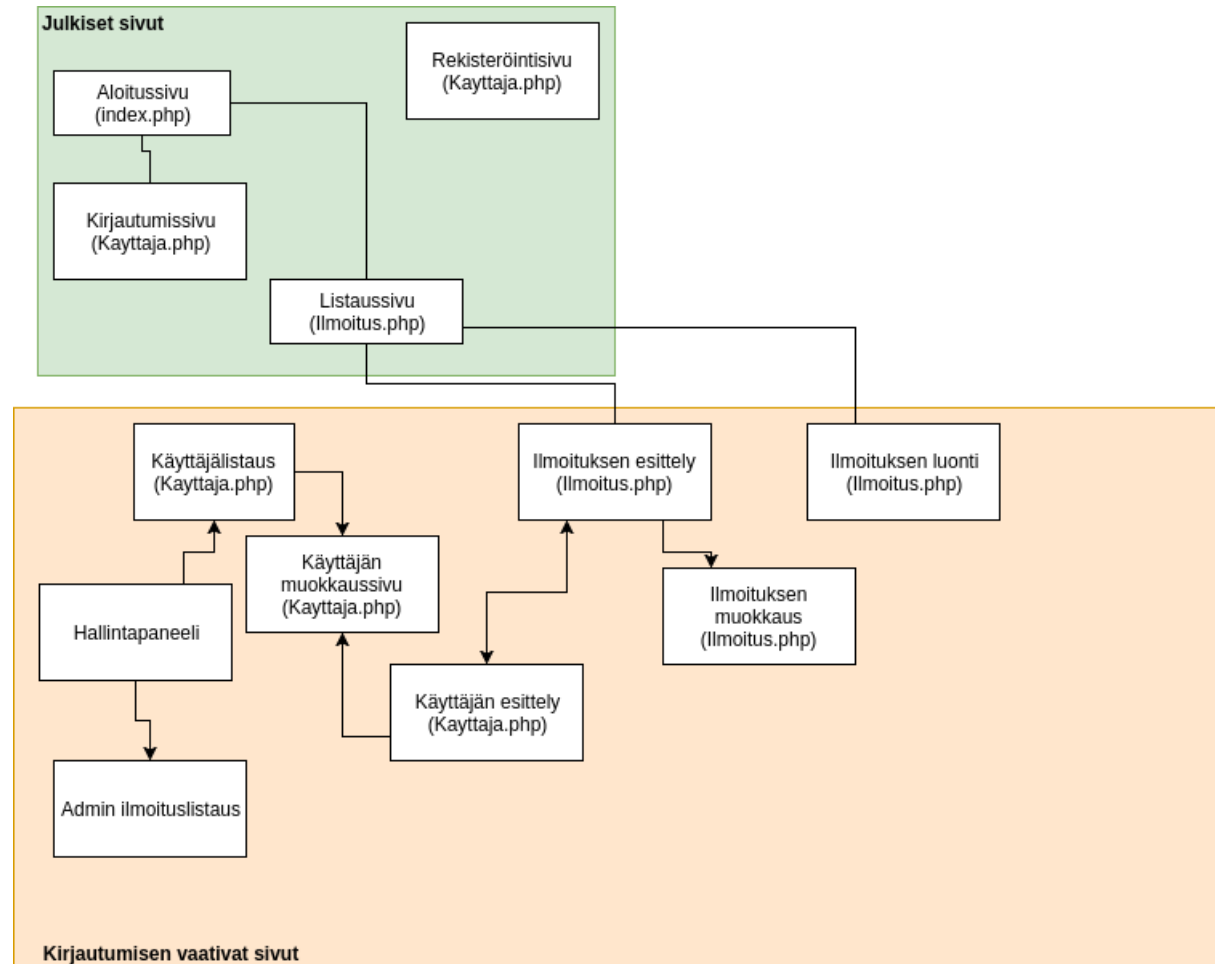 Julkiset sivut
Rekisteröintisivu
(Kayttaja.php)
Aloitussivu
(index.php)
Kirjautumissivu
(Kayttaja.php)
Listaussivu
(Ilmoitus.php)
Käyttäjälistaus
(Kayttaja.php)
Ilmoituksen esittely
(Ilmoitus.php)
Ilmoituksen luonti
(Ilmoitus.php)
Käyttäjän
muokkaussivu
(Kayttaja.php)
Ilmoituksen
muokkaus
(Ilmoitus.php)
Hallintapaneeli
Käyttäjän esittely
(Kayttaja.php)
Admin ilmoituslistaus
Kirjautumisen vaativat sivut